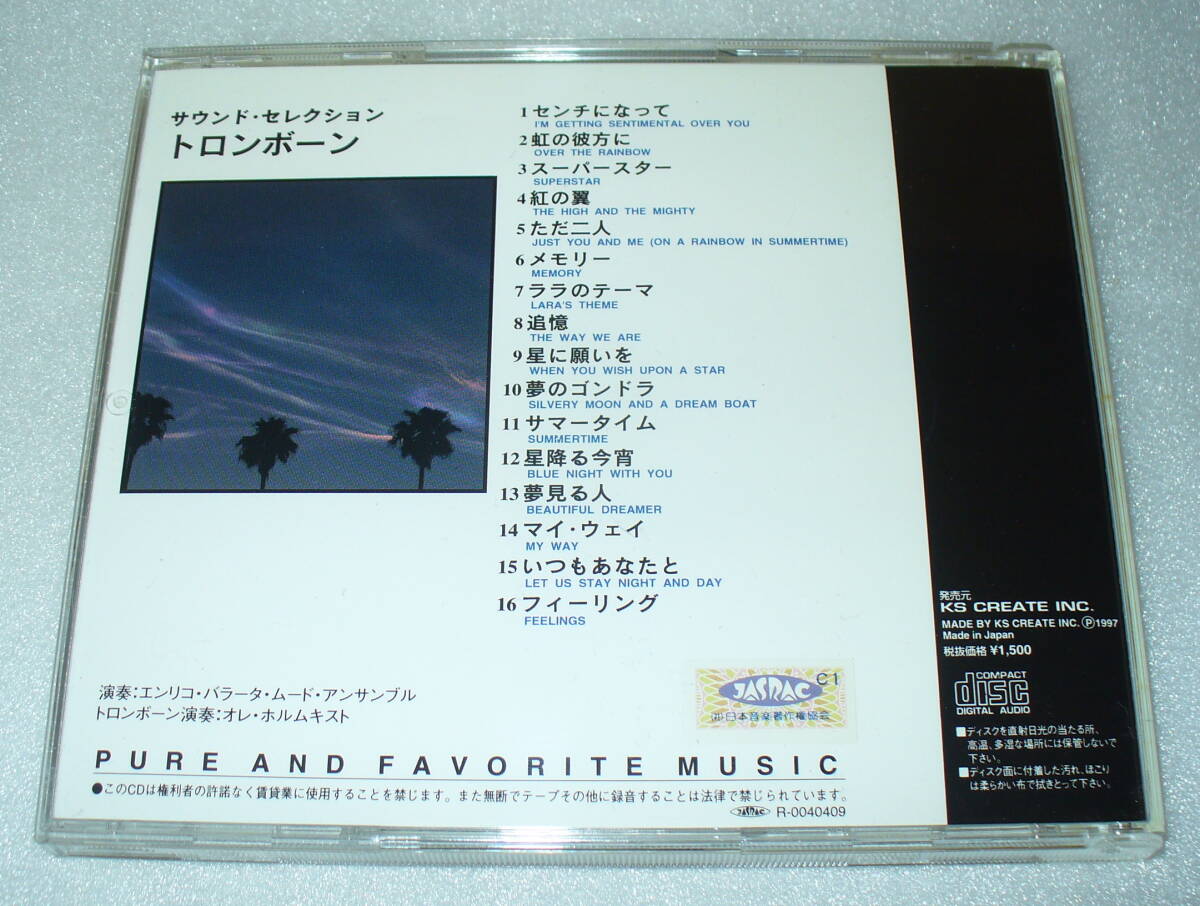 サウンド・セレクション
トロンボーン
1 センチになって
I'M GETTING SENTIMENTAL OVER YOU
2 虹の彼方に
OVER THE RAINBOW
3 スーパースター
SUPERSTAR
4 紅の翼
THE HIGH AND THE MIGHTY
5 ただ二人
JUST YOU AND ME (ON A RAINBOW IN SUMMERTIME)
6 メモリー
MEMORY
7 ララのテーマ
LARA'S THEME
8 追憶
THE WAY WE ARE
9 星に願いを
WHEN YOU WISH UPON A STAR
10 夢のゴンドラ
SILVERY MOON AND A DREAM BOAT
11 サマータイム
SUMMERTIME
12 星降る今宵
BLUE NIGHT WITH YOU
13 夢見る人
BEAUTIFUL DREAMER
14 マイ・ウェイ
MY WAY
15 いつもあなたと
LET US STAY NIGHT AND DAY
16 フィーリング
FEELINGS
演奏:エンリコ・バラータ・ムード・アンサンブル
トロンボーン演奏:オレ・ホルムキスト
JASRAC C1
(社)日本音楽著作権協会
PURE AND FAVORITE MUSIC
●このCDは権利者の許諾なく賃貸業に使用することを禁じます。また無断でテープその他に録音することは法律で禁じられています。
JASRAC R-0040409
発売元
KS CREATE INC.
MADE BY KS CREATE INC. Ⓟ1997
Made in Japan
税抜価格 ¥1,500
COMPACT
disc
DIGITAL AUDIO
■ディスクを直射日光の当たる所、
高温、多湿な場所には保管しないで
下さい。
■ディスク面に付着した汚れ、ほこり
は柔らかい布で拭きとって下さい。